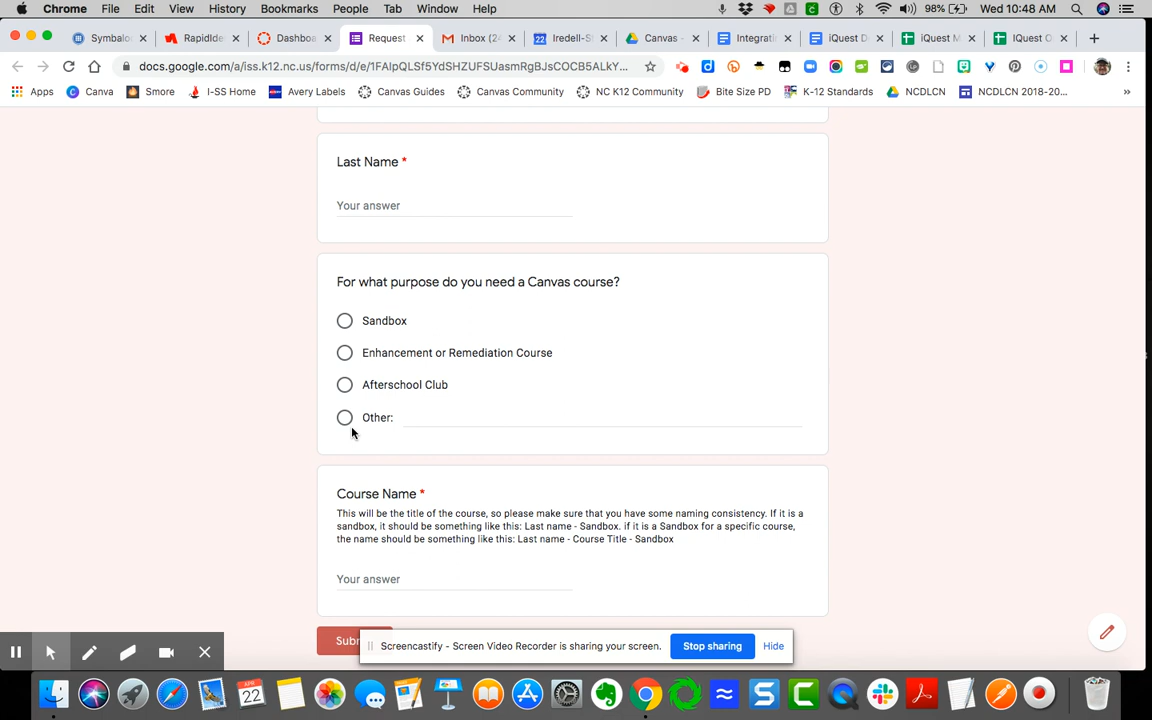 Chrome File Edit View History Bookmarks People Tab Window Help 98% Wed 10:48 AM
Symbaloo RapidIde Dashboa Request Inbox (2 Iredell-S Canvas - Integrati iQuest D iQuest M IQuest O
docs.google.com/a/iss.k12.nc.us/forms/d/e/1FAIpQLSf5YdSHZUFSUasmRgBJsCOCB5ALkY...
Apps Canva Smore I-SS Home Avery Labels Canvas Guides Canvas Community NC K12 Community Bite Size PD K-12 Standards NCDLCN NCDLCN 2018-20... »
Last Name *
Your answer
For what purpose do you need a Canvas course?
Sandbox
Enhancement or Remediation Course
Afterschool Club
Other:
Course Name *
This will be the title of the course, so please make sure that you have some naming consistency. If it is a
sandbox, it should be something like this: Last name - Sandbox. if it is a Sandbox for a specific course,
the name should be something like this: Last name - Course Title - Sandbox
Your answer
Subm
Screencastify - Screen Video Recorder is sharing your screen. Stop sharing Hide
APR
22